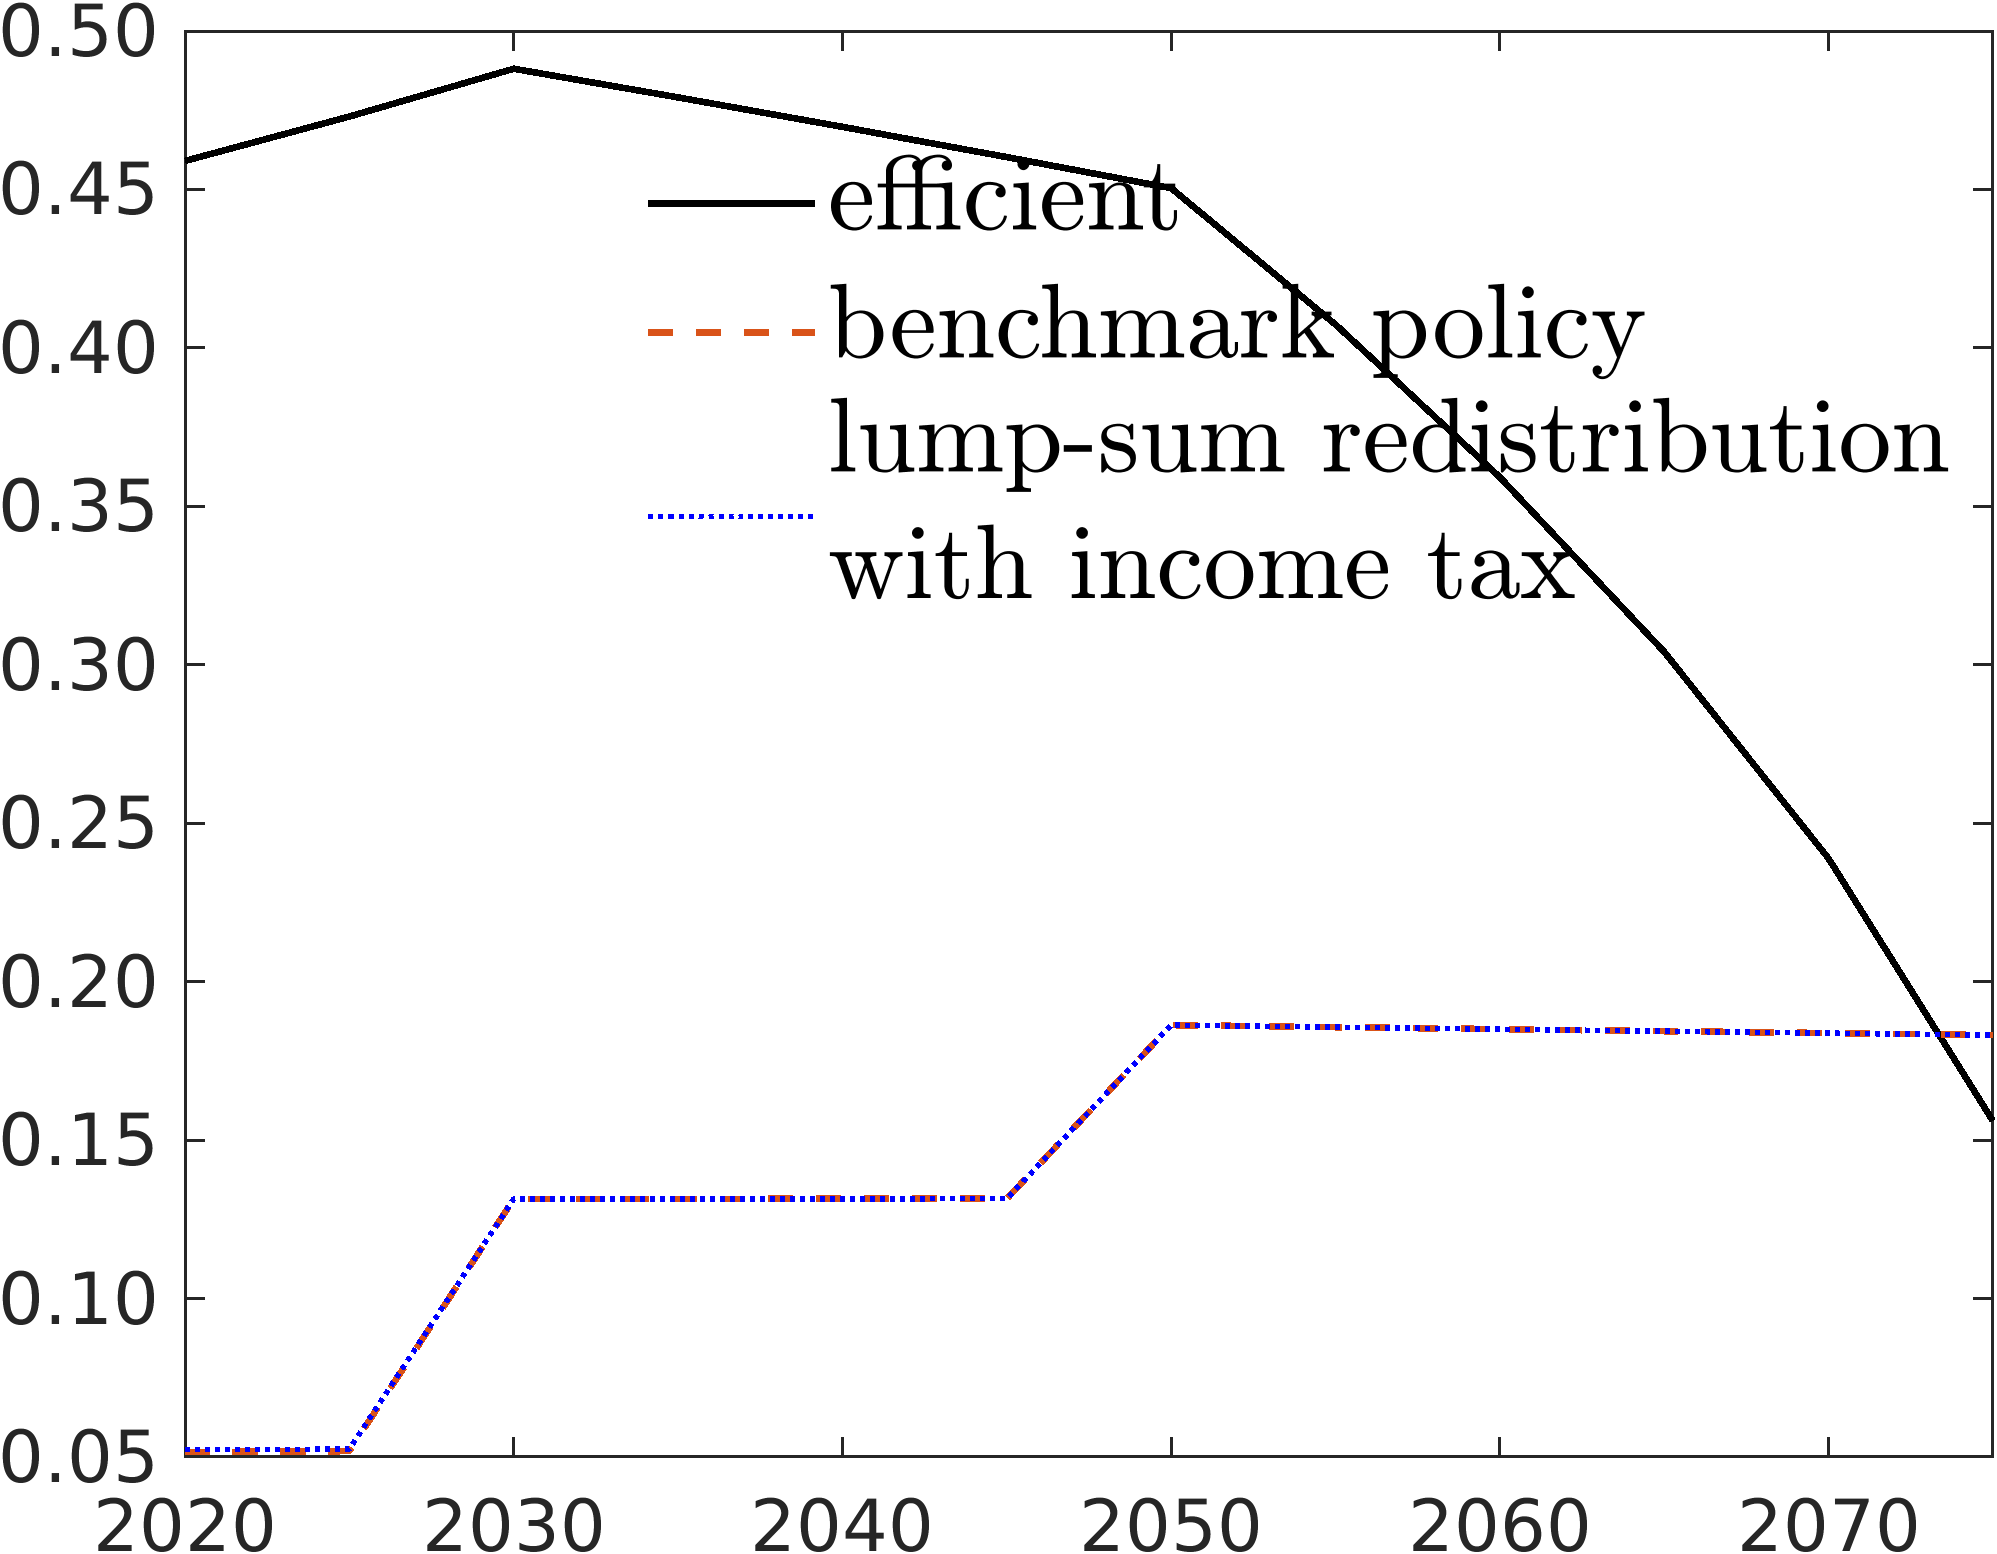 0.50
0.45
0.40
0.35
0.30
0.25
0.20
0.15
0.10
0.05
efficient
benchmark policy
lump-sum redistribution
with income tax
2020 2030 2040 2050 2060 2070